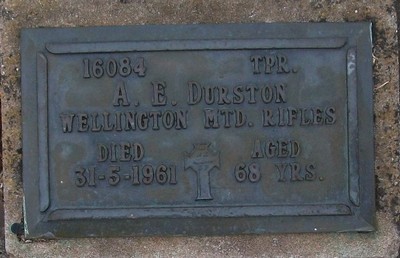 16084 TPR.
A. E. DURSTON
WELLINGTON MTD. RIFLES
DIED AGED
31-5-1961 68 YRS.